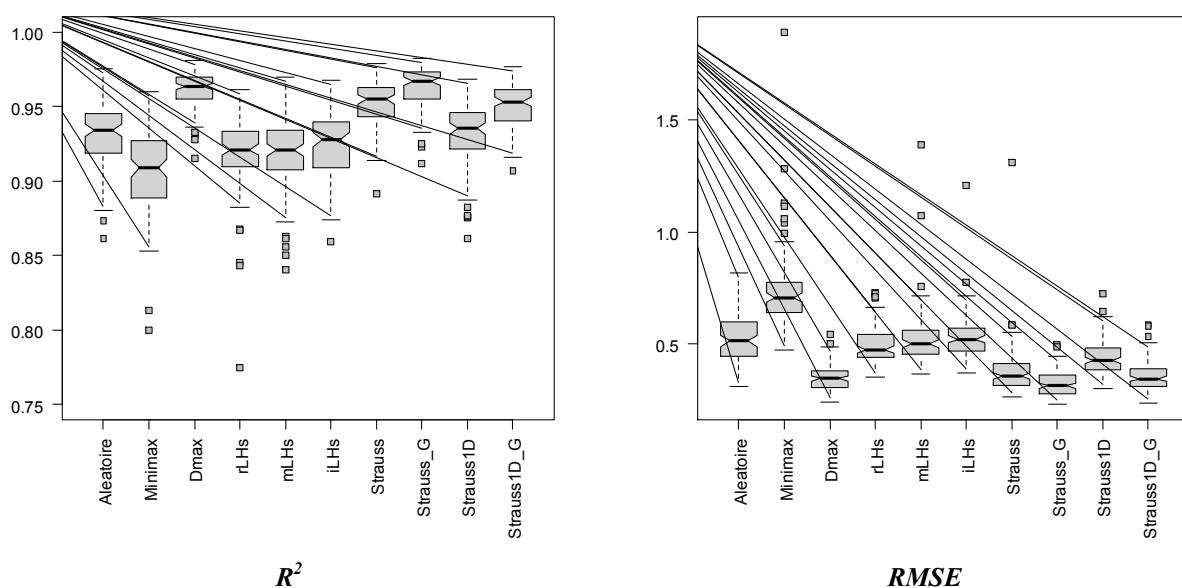 1.00
0.95
0.90
0.85
0.80
0.75
Aleatoire
Minimax
Dmax
rLHs
mLHs
iLHs
Strauss
Strauss_G
Strauss1D
Strauss1D_G
R²
1.5
1.0
0.5
Aleatoire
Minimax
Dmax
rLHs
mLHs
iLHs
Strauss
Strauss_G
Strauss1D
Strauss1D_G
RMSE